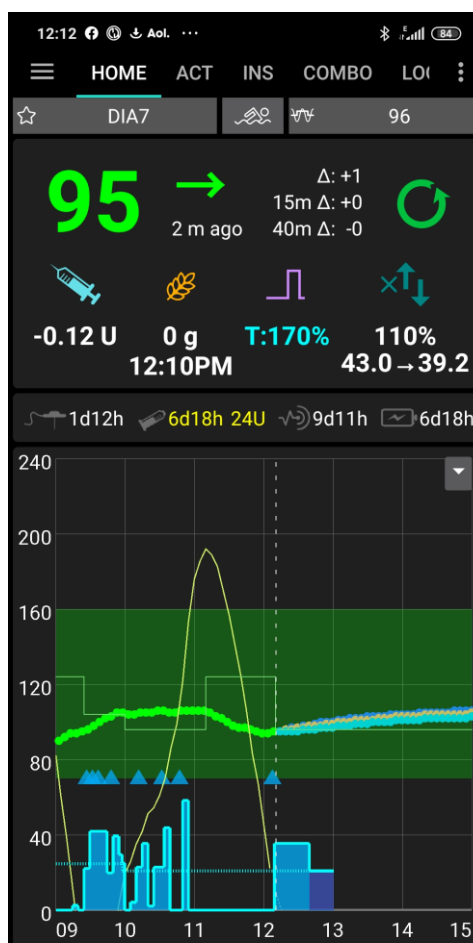 12:12 Aol. ... 84
HOME ACT INS COMBO LO
DIA7 96
95
Δ: +1
15m Δ: +0
2 m ago 40m Δ: -0
-0.12 U 0 g T:170% 110%
12:10PM 43.0→39.2
1d12h 6d18h 24U 9d11h 6d18h
240
200
160
120
80
40
0
09 10 11 12 13 14 15